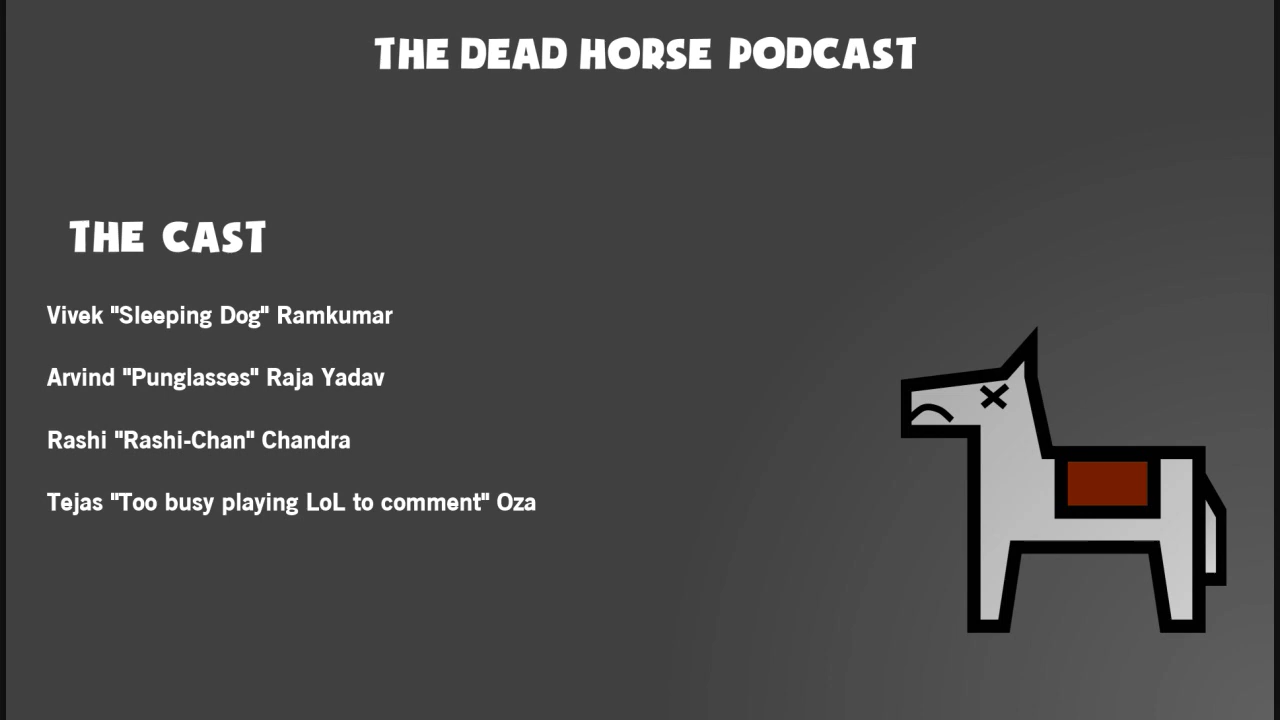 THE DEAD HORSE PODCAST
THE CAST
Vivek "Sleeping Dog" Ramkumar
Arvind "Punglasses" Raja Yadav
Rashi "Rashi-Chan" Chandra
Tejas "Too busy playing LoL to comment" Oza